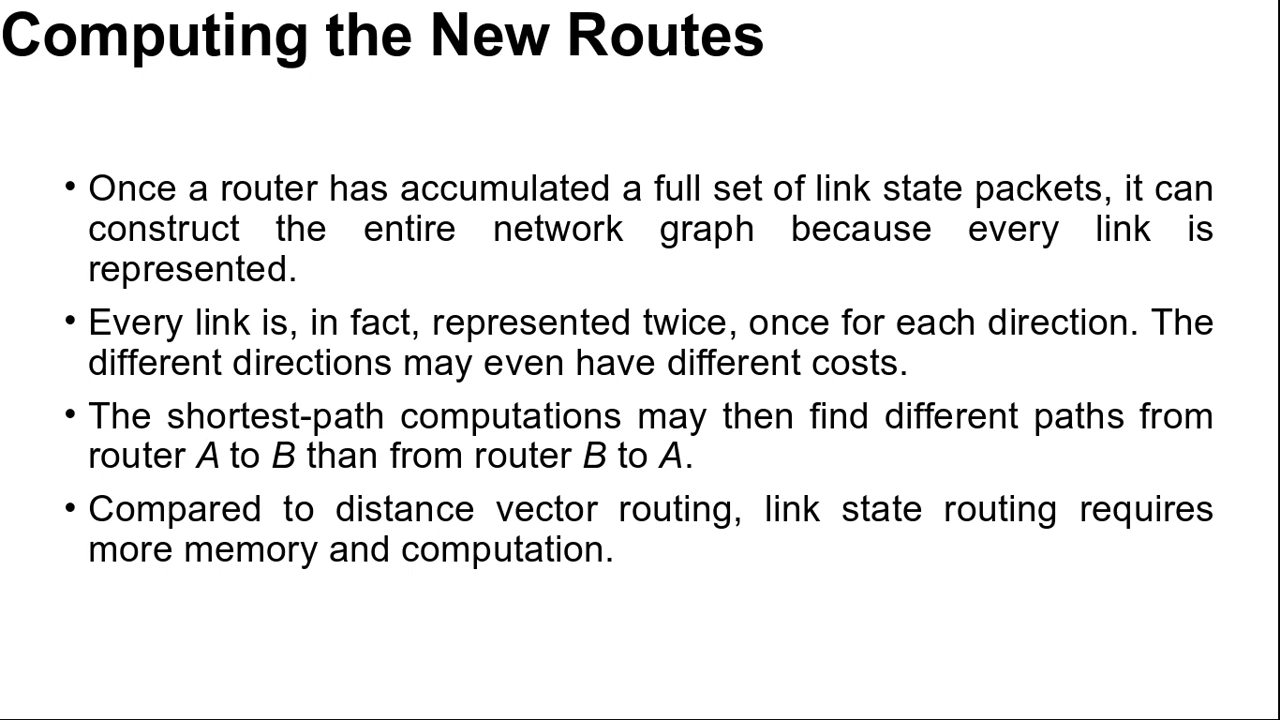 Computing the New Routes
• Once a router has accumulated a full set of link state packets, it can
construct the entire network graph because every link is
represented.
• Every link is, in fact, represented twice, once for each direction. The
different directions may even have different costs.
• The shortest-path computations may then find different paths from
router A to B than from router B to A.
• Compared to distance vector routing, link state routing requires
more memory and computation.